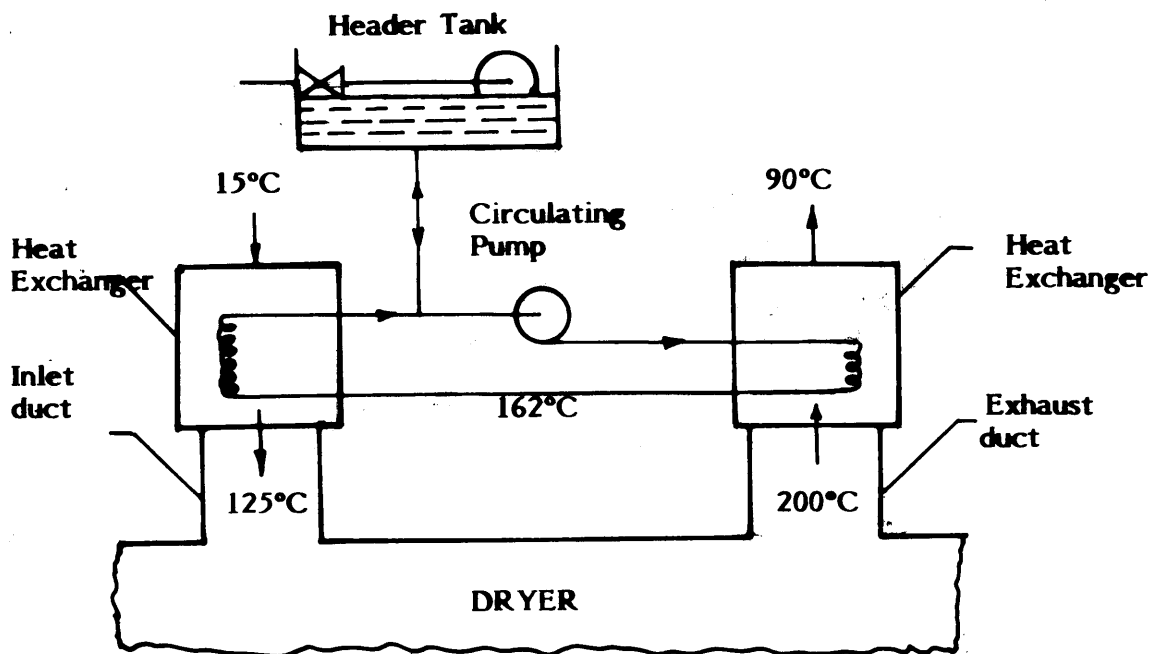 Header Tank
15°C
90°C
Circulating
Pump
Heat
Exchanger
Heat
Exchanger
Inlet
duct
162°C
Exhaust
duct
125°C
200°C
DRYER